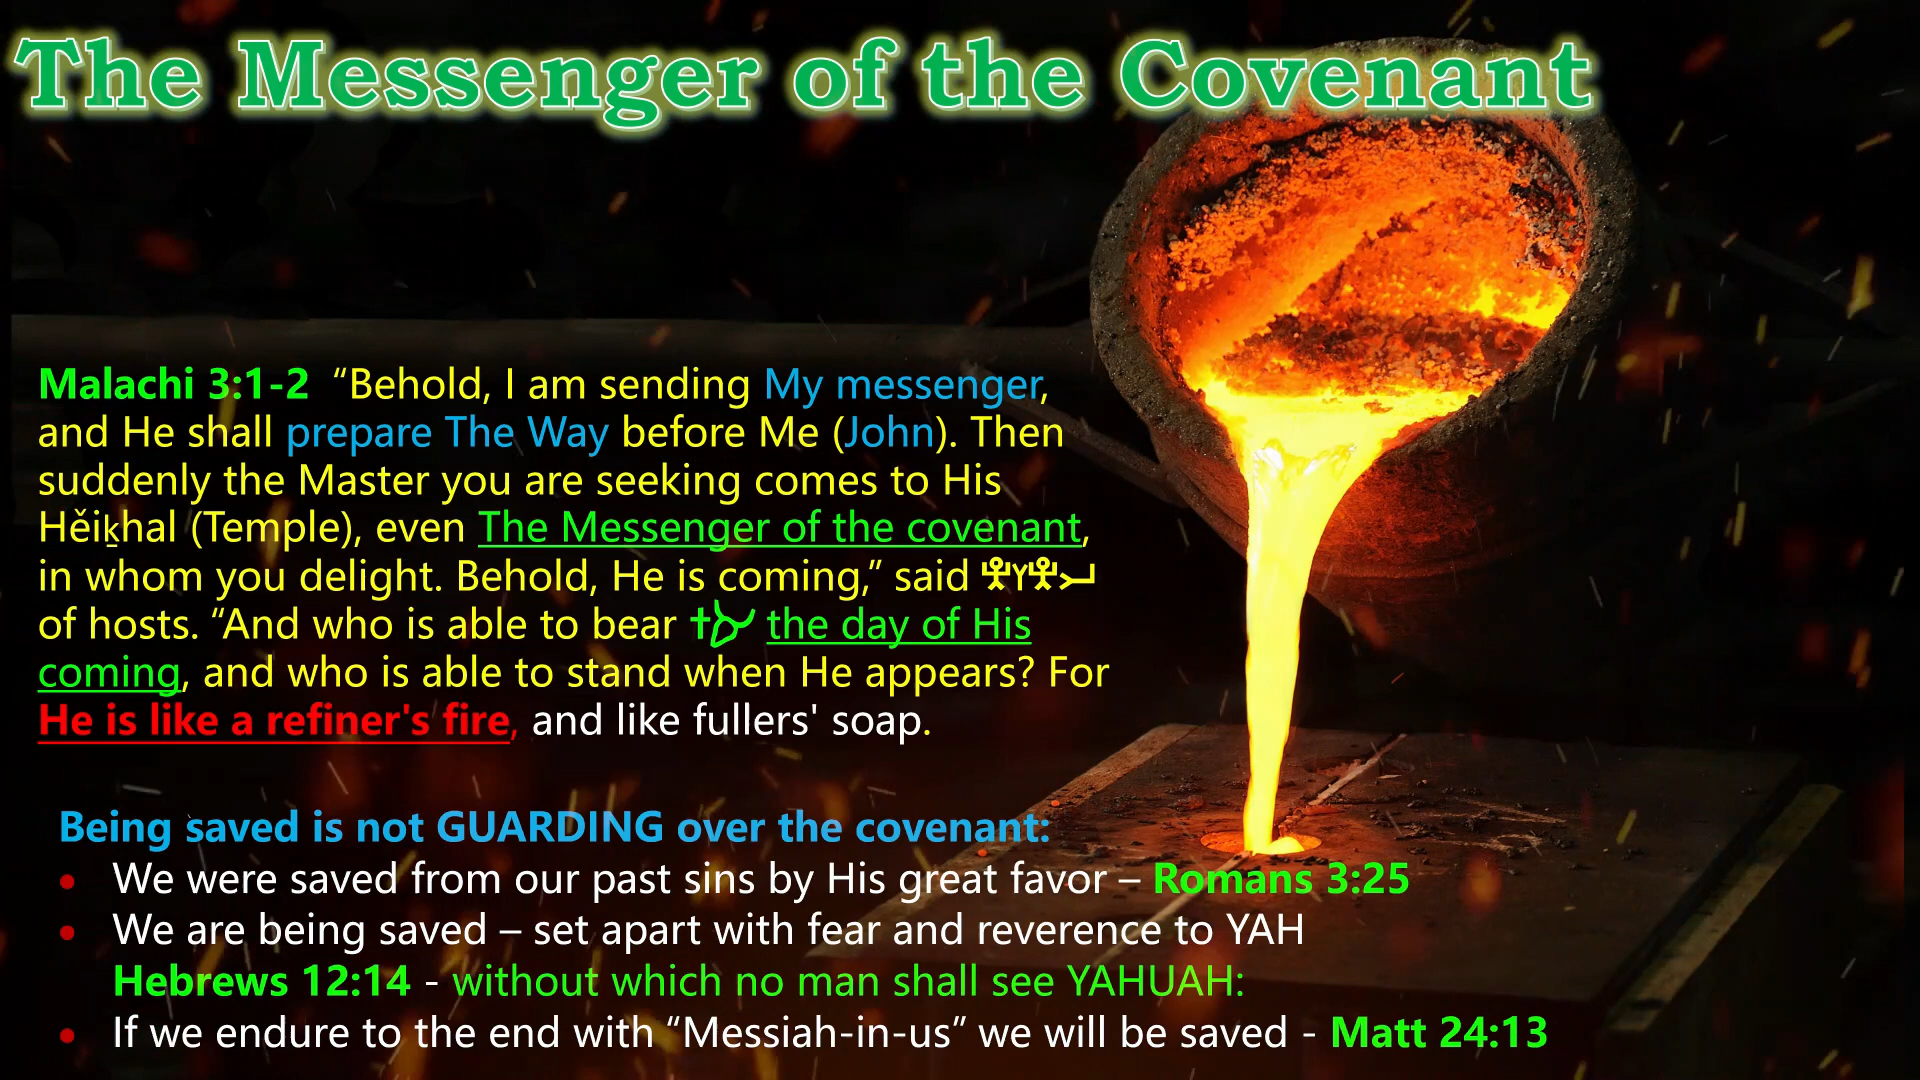 The Messenger of the Covenant
Malachi 3:1-2 “Behold, I am sending My messenger,
and He shall prepare The Way before Me (John). Then
suddenly the Master you are seeking comes to His
Hěiḵhal (Temple), even The Messenger of the covenant,
in whom you delight. Behold, He is coming,” said 𐤉𐤄𐤅𐤄
of hosts. “And who is able to bear 𐤀𐤕 the day of His
coming, and who is able to stand when He appears? For
He is like a refiner's fire, and like fullers' soap.
Being saved is not GUARDING over the covenant:
• We were saved from our past sins by His great favor – Romans 3:25
• We are being saved – set apart with fear and reverence to YAH
Hebrews 12:14 - without which no man shall see YAHUAH:
• If we endure to the end with “Messiah-in-us” we will be saved - Matt 24:13